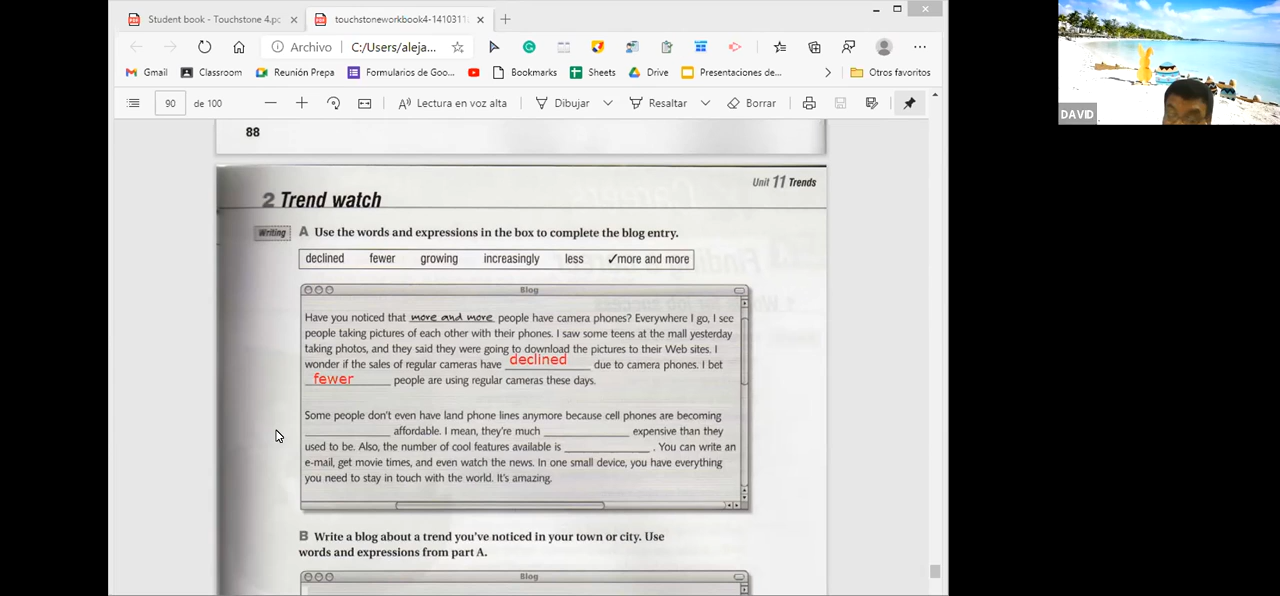 Student book - Touchstone 4.pc
touchstoneworkbook4-1410311
Archivo C:/Users/aleja...
Gmail Classroom Reunión Prepa Formularios de Goo... Bookmarks Sheets Drive Presentaciones de... Otros favoritos
90 de 100 Lectura en voz alta Dibujar Resaltar Borrar
DAVID
88
Unit 11 Trends
2 Trend watch
Writing A Use the words and expressions in the box to complete the blog entry.
declined fewer growing increasingly less ✓more and more
Blog
Have you noticed that more and more people have camera phones? Everywhere I go, I see
people taking pictures of each other with their phones. I saw some teens at the mall yesterday
taking photos, and they said they were going to download the pictures to their Web sites. I
wonder if the sales of regular cameras have declined due to camera phones. I bet
fewer people are using regular cameras these days.
Some people don't even have land phone lines anymore because cell phones are becoming
____________ affordable. I mean, they're much ____________ expensive than they
used to be. Also, the number of cool features available is ____________ . You can write an
e-mail, get movie times, and even watch the news. In one small device, you have everything
you need to stay in touch with the world. It's amazing.
B Write a blog about a trend you've noticed in your town or city. Use
words and expressions from part A.
Blog